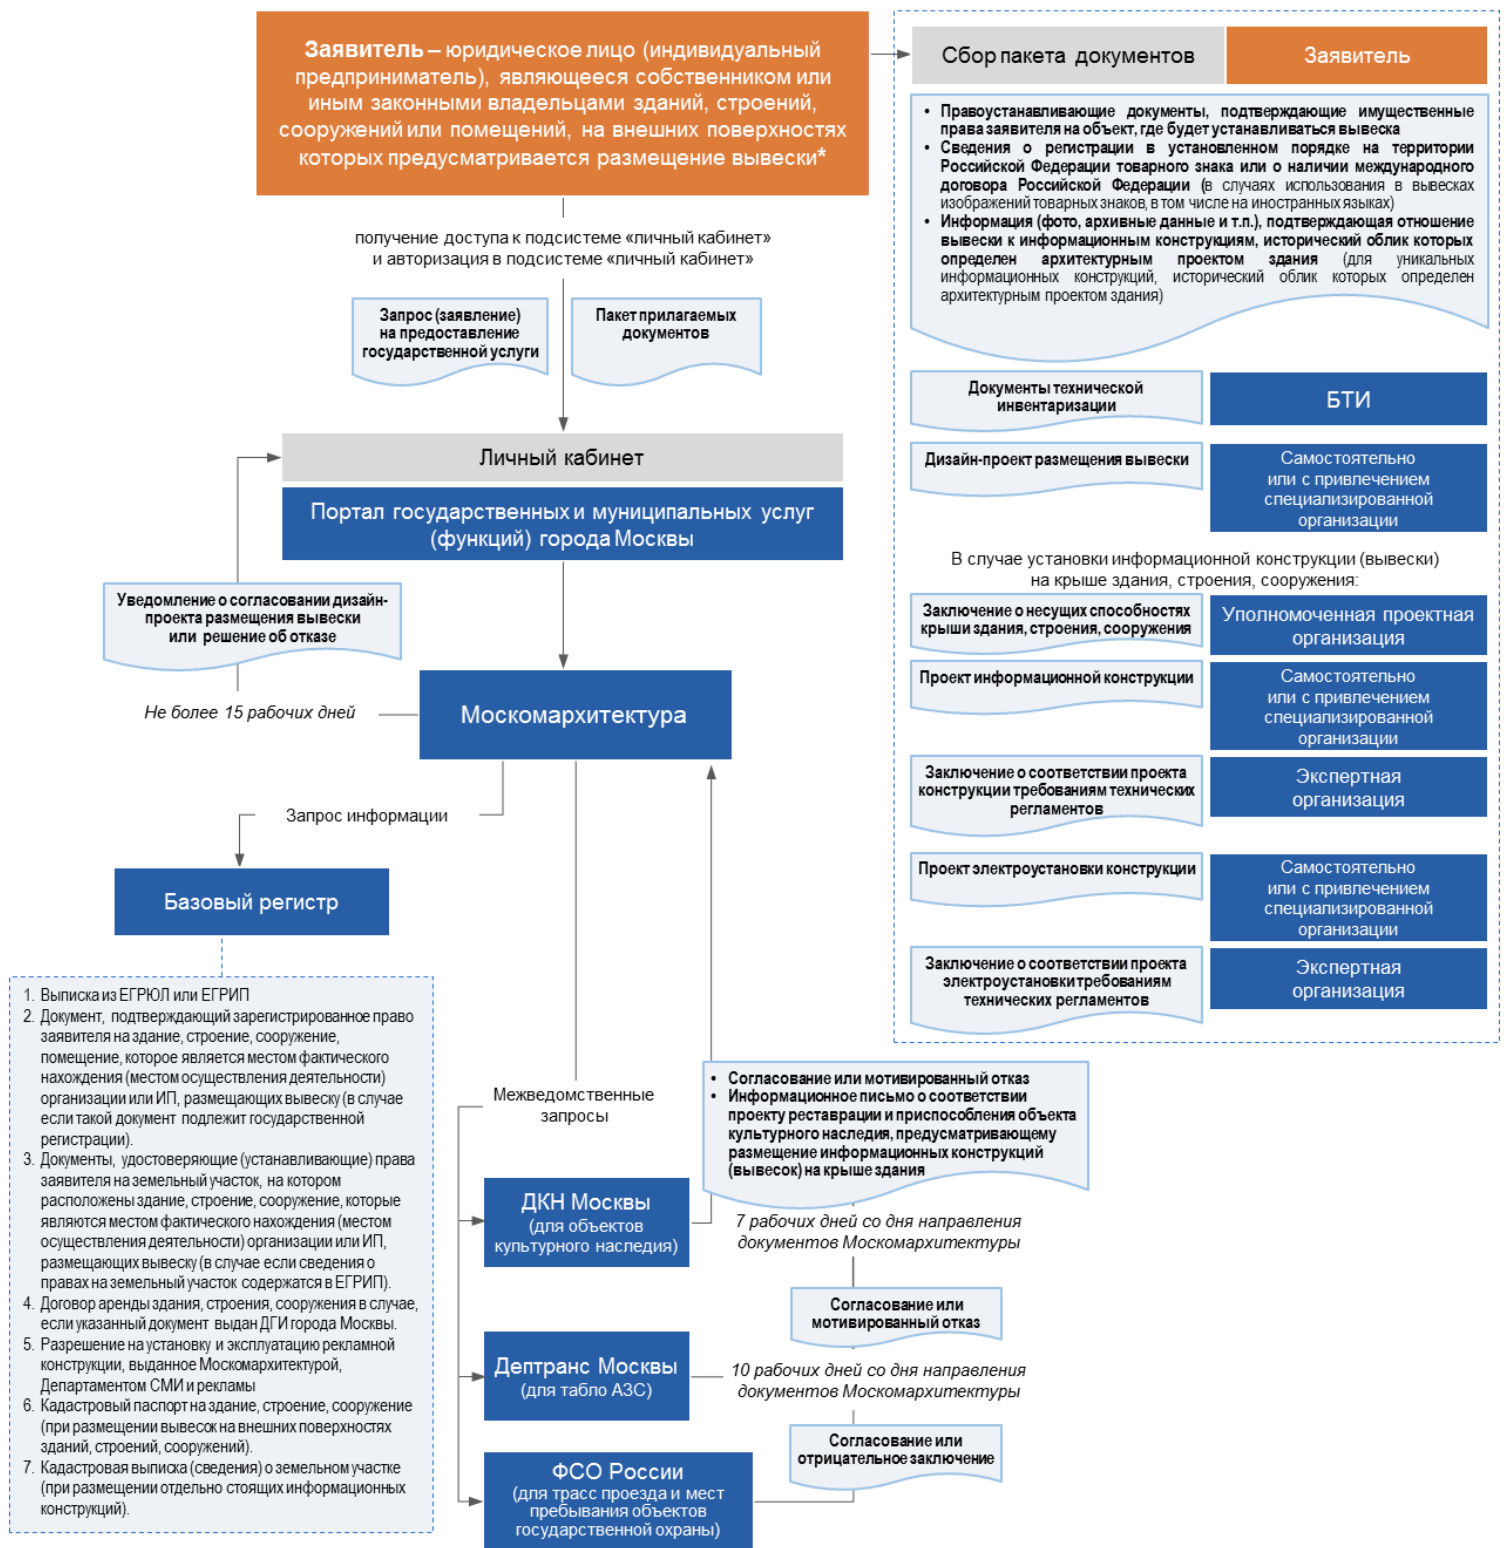 Заявитель – юридическое лицо (индивидуальный
предприниматель), являющееся собственником или
иным законными владельцами зданий, строений,
сооружений или помещений, на внешних поверхностях
которых предусматривается размещение вывески*
получение доступа к подсистеме «личный кабинет»
и авторизация в подсистеме «личный кабинет»
Запрос (заявление)
на предоставление
государственной услуги
Пакет прилагаемых
документов
Личный кабинет
Портал государственных и муниципальных услуг
(функций) города Москвы
Уведомление о согласовании дизайн-
проекта размещения вывески
или решение об отказе
Не более 15 рабочих дней
Москомархитектура
Запрос информации
Базовый регистр
1. Выписка из ЕГРЮЛ или ЕГРИП
2. Документ, подтверждающий зарегистрированное право
заявителя на здание, строение, сооружение,
помещение, которое является местом фактического
нахождения (местом осуществления деятельности)
организации или ИП, размещающих вывеску (в случае
если такой документ подлежит государственной
регистрации).
3. Документы, удостоверяющие (устанавливающие) права
заявителя на земельный участок, на котором
расположены здание, строение, сооружение, которые
являются местом фактического нахождения (местом
осуществления деятельности) организации или ИП,
размещающих вывеску (в случае если сведения о
правах на земельный участок содержатся в ЕГРИП).
4. Договор аренды здания, строения, сооружения в случае,
если указанный документ выдан ДГИ города Москвы.
5. Разрешение на установку и эксплуатацию рекламной
конструкции, выданное Москомархитектурой,
Департаментом СМИ и рекламы
6. Кадастровый паспорт на здание, строение, сооружение
(при размещении вывесок на внешних поверхностях
зданий, строений, сооружений).
7. Кадастровая выписка (сведения) о земельном участке
(при размещении отдельно стоящих информационных
конструкций).
Межведомственные
запросы
ДКН Москвы
(для объектов
культурного наследия)
Дептранс Москвы
(для табло АЗС)
ФСО России
(для трасс проезда и мест
пребывания объектов
государственной охраны)
• Согласование или мотивированный отказ
• Информационное письмо о соответствии
проекту реставрации и приспособления объекта
культурного наследия, предусматривающему
размещение информационных конструкций
(вывесок) на крыше здания
7 рабочих дней со дня направления
документов Москомархитектуры
Согласование или
мотивированный отказ
10 рабочих дней со дня направления
документов Москомархитектуры
Согласование или
отрицательное заключение
Сбор пакета документов
Заявитель
• Правоустанавливающие документы, подтверждающие имущественные
права заявителя на объект, где будет устанавливаться вывеска
• Сведения о регистрации в установленном порядке на территории
Российской Федерации товарного знака или о наличии международного
договора Российской Федерации (в случаях использования в вывесках
изображений товарных знаков, в том числе на иностранных языках)
• Информация (фото, архивные данные и т.п.), подтверждающая отношение
вывески к информационным конструкциям, исторический облик которых
определен архитектурным проектом здания (для уникальных
информационных конструкций, исторический облик которых определен
архитектурным проектом здания)
Документы технической
инвентаризации
БТИ
Дизайн-проект размещения вывески
Самостоятельно
или с привлечением
специализированной
организации
В случае установки информационной конструкции (вывески)
на крыше здания, строения, сооружения:
Заключение о несущих способностях
крыши здания, строения, сооружения
Уполномоченная проектная
организация
Проект информационной конструкции
Самостоятельно
или с привлечением
специализированной
организации
Заключение о соответствии проекта
конструкции требованиям технических
регламентов
Экспертная
организация
Проект электроустановки конструкции
Самостоятельно
или с привлечением
специализированной
организации
Заключение о соответствии проекта
электроустановки требованиям
технических регламентов
Экспертная
организация